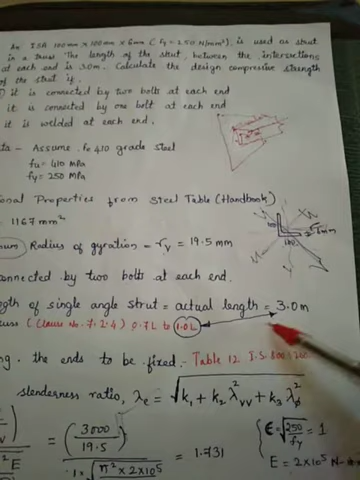 An ISA 100mm x 100mm x 6mm (fy = 250 N/mm²), is used as strut
in a truss The length of the strut, between the intersections
at each end is 3.0m. Calculate the design compressive strength
of the strut if
it is connected by two bolts at each end
it is connected by one bolt at each end
it is welded at each end.
Assume Fe 410 grade steel
fu = 410 MPa
fy = 250 MPa
Properties from Steel Table (Handbook)
1167 mm²
Radius of gyration = rv = 19.5 mm
connected by two bolts at each end.
of single angle strut = actual length = 3.0m
(Clause No. 7.2.4) 0.7L to 1.0L
the ends to be fixed. - Table 12 I.S 800:
slenderness ratio, λe = √k₁ + k₂ λ²vv + k₃ λ²ø
= (3000 / 19.5) / 1 · √π² x 2 x 10⁵ = 1.731
ϵ = √250/fy = 1
E = 2 x 10⁵ N